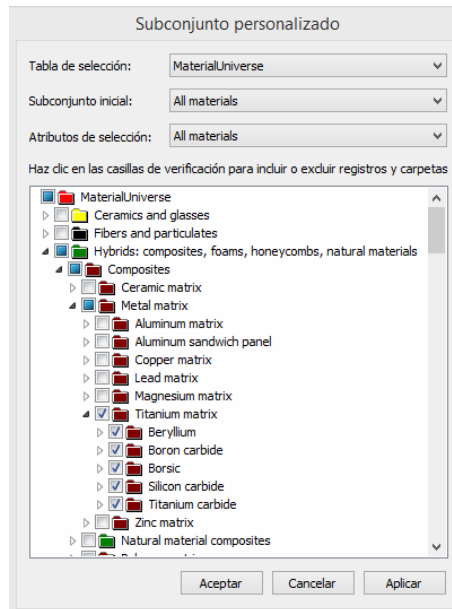 Subconjunto personalizado
Tabla de selección: MaterialUniverse
Subconjunto inicial: All materials
Atributos de selección: All materials
Haz clic en las casillas de verificación para incluir o excluir registros y carpetas
MaterialUniverse
Ceramics and glasses
Fibers and particulates
Hybrids: composites, foams, honeycombs, natural materials
Composites
Ceramic matrix
Metal matrix
Aluminum matrix
Aluminum sandwich panel
Copper matrix
Lead matrix
Magnesium matrix
Titanium matrix
Beryllium
Boron carbide
Borsic
Silicon carbide
Titanium carbide
Zinc matrix
Natural material composites
Aceptar Cancelar Aplicar